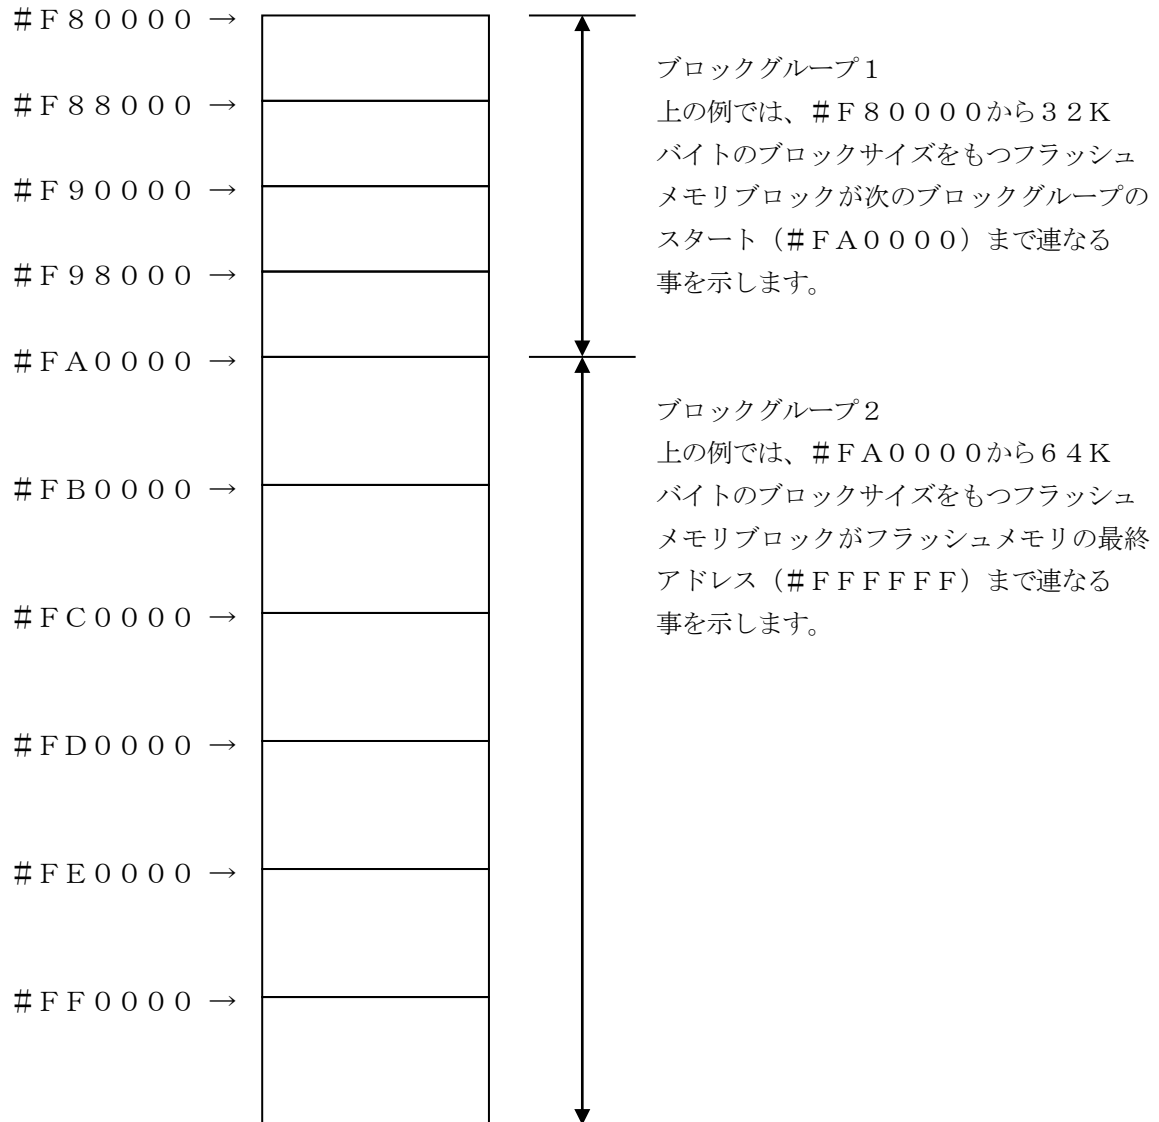 ＃Ｆ８００００ →
＃Ｆ８８０００ →
＃Ｆ９００００ →
＃Ｆ９８０００ →
＃ＦＡ００００ →
＃ＦＢ００００ →
＃ＦＣ００００ →
＃ＦＤ００００ →
＃ＦＥ００００ →
＃ＦＦ００００ →
ブロックグループ１
上の例では、＃Ｆ８００００から３２Ｋ
バイトのブロックサイズをもつフラッシュ
メモリブロックが次のブロックグループの
スタート（＃ＦＡ００００）まで連なる
事を示します。
ブロックグループ２
上の例では、＃ＦＡ００００から６４Ｋ
バイトのブロックサイズをもつフラッシュ
メモリブロックがフラッシュメモリの最終
アドレス（＃ＦＦＦＦＦＦ）まで連なる
事を示します。